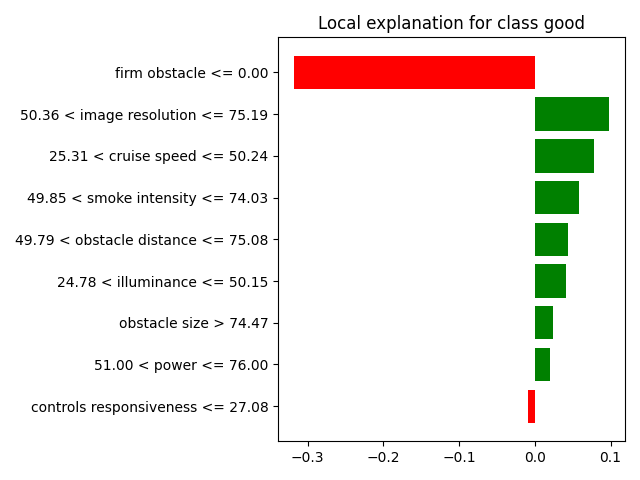 Local explanation for class good
firm obstacle <= 0.00
50.36 < image resolution <= 75.19
25.31 < cruise speed <= 50.24
49.85 < smoke intensity <= 74.03
49.79 < obstacle distance <= 75.08
24.78 < illuminance <= 50.15
obstacle size > 74.47
51.00 < power <= 76.00
controls responsiveness <= 27.08
−0.3 −0.2 −0.1 0.0 0.1